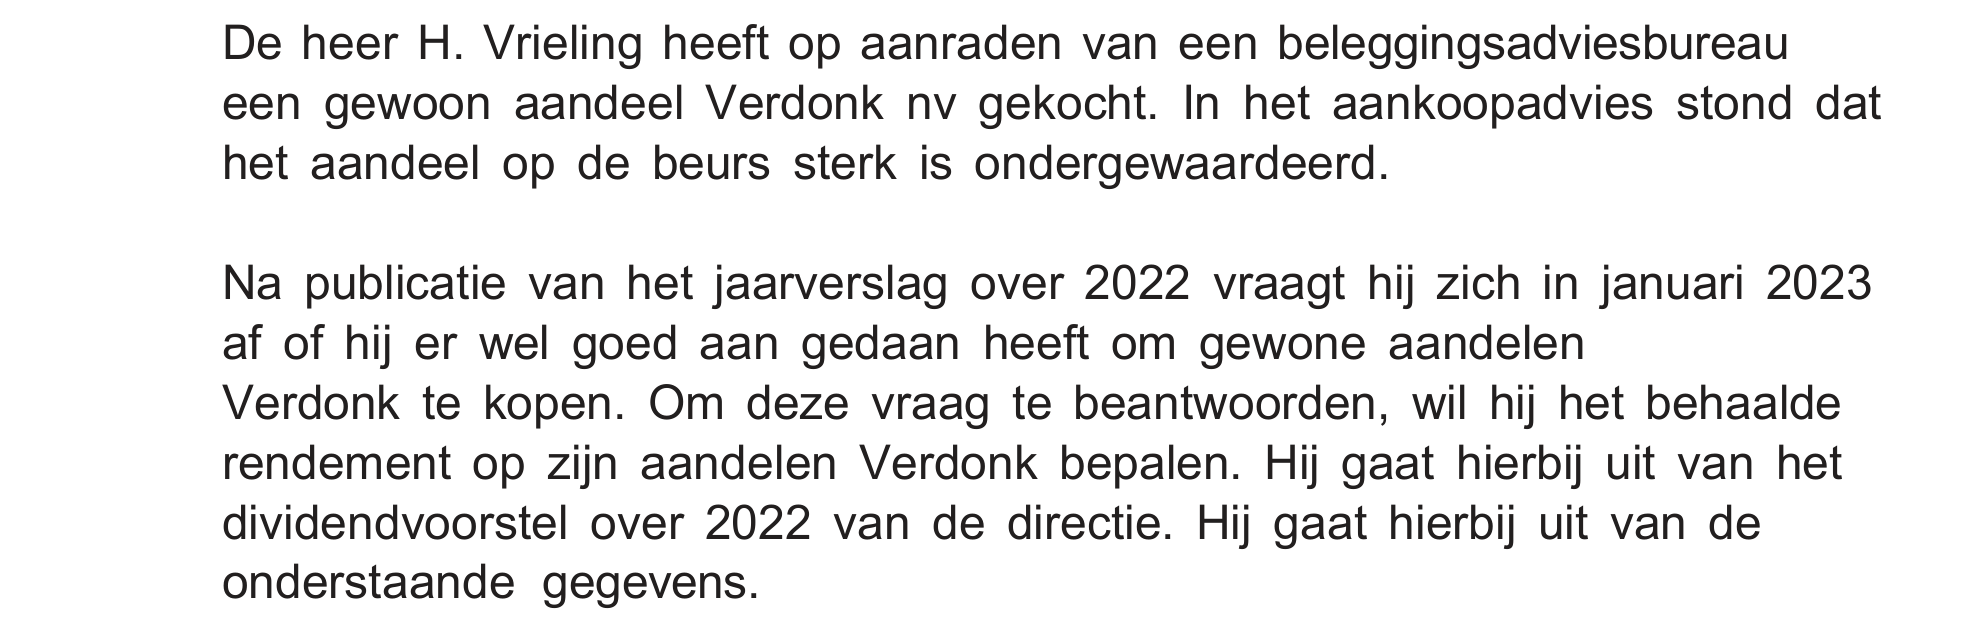 De heer H. Vrieling heeft op aanraden van een beleggingsadviesbureau
een gewoon aandeel Verdonk nv gekocht. In het aankoopadvies stond dat
het aandeel op de beurs sterk is ondergewaardeerd.
Na publicatie van het jaarverslag over 2022 vraagt hij zich in januari 2023
af of hij er wel goed aan gedaan heeft om gewone aandelen
Verdonk te kopen. Om deze vraag te beantwoorden, wil hij het behaalde
rendement op zijn aandelen Verdonk bepalen. Hij gaat hierbij uit van het
dividendvoorstel over 2022 van de directie. Hij gaat hierbij uit van de
onderstaande gegevens.